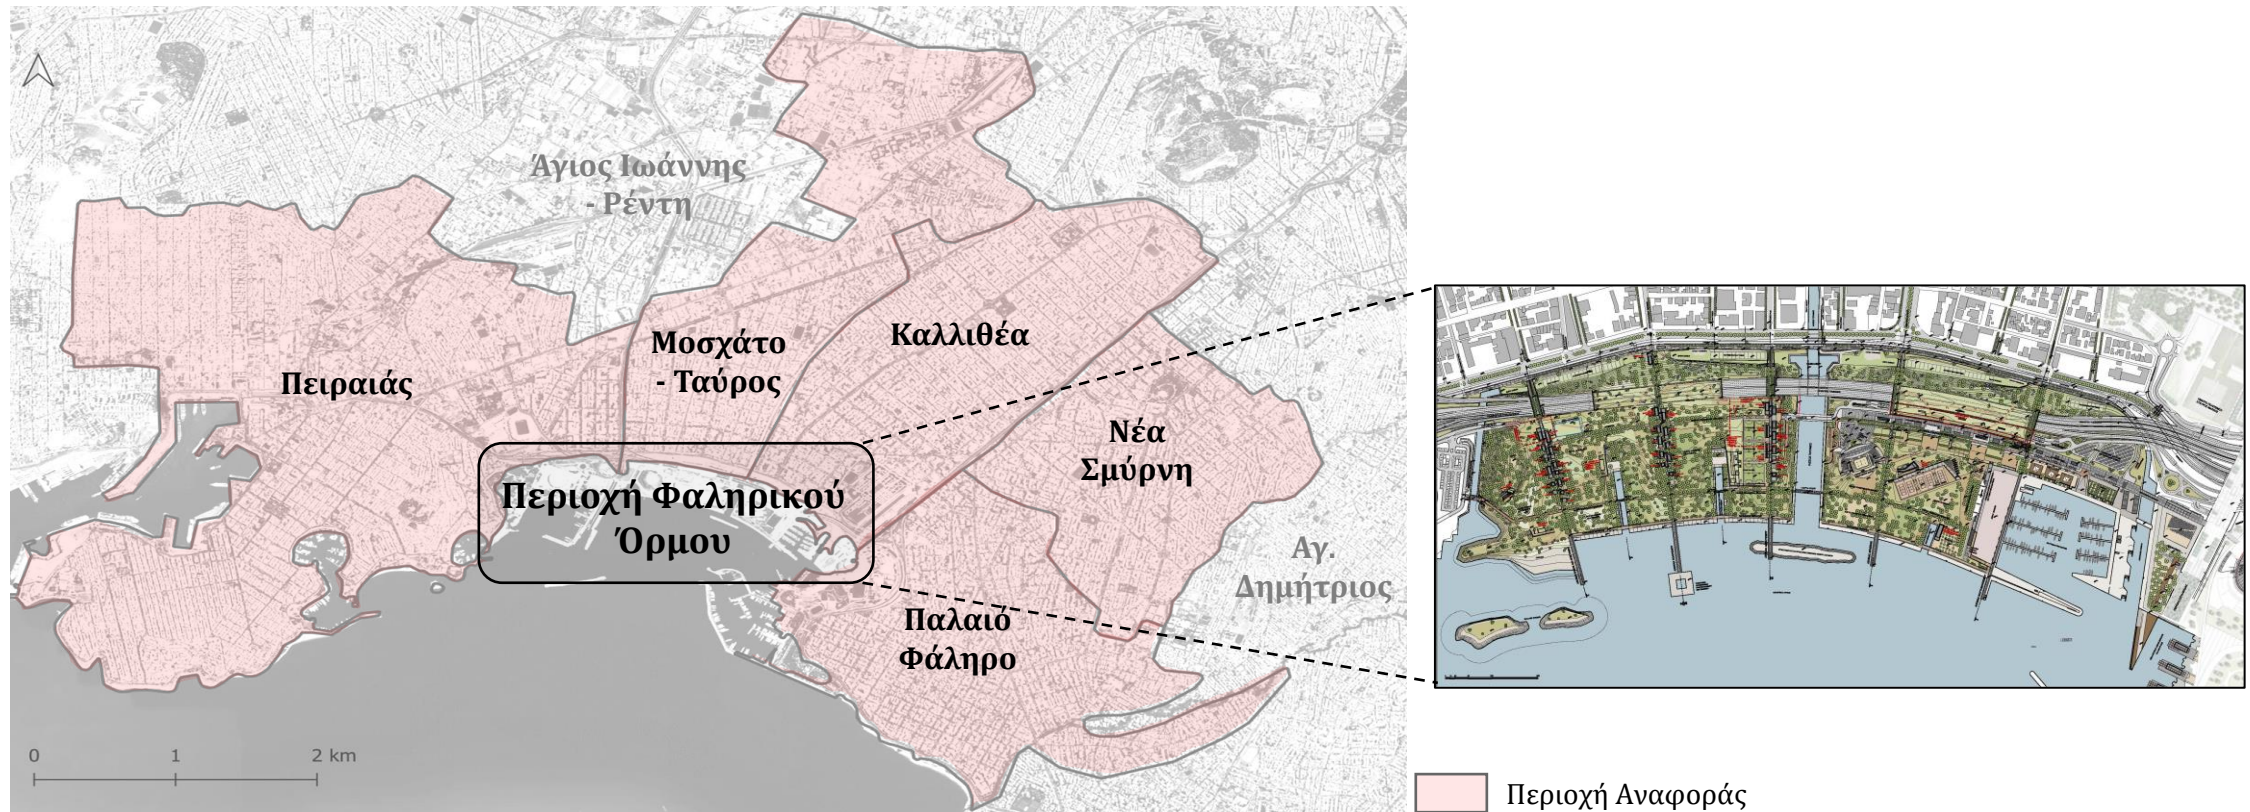 Άγιος Ιωάννης
- Ρέντη
Μοσχάτο
- Ταύρος
Καλλιθέα
Πειραιάς
Νέα
Σμύρνη
Περιοχή Φαληρικού
Όρμου
Αγ.
Δημήτριος
Παλαιό
Φάληρο
0 1 2 km
Περιοχή Αναφοράς